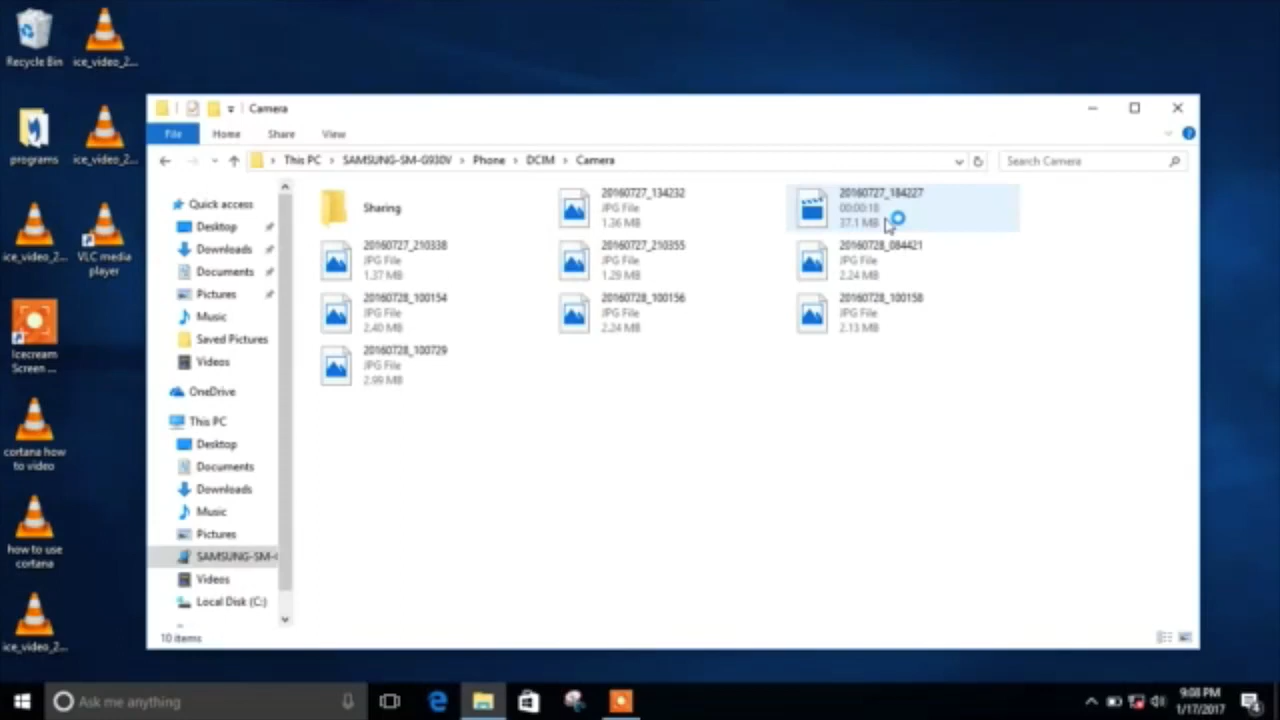 Recycle Bin
ice_video_2...
programs
ice_video_2...
ice_video_2...
VLC media
player
Icecream
Screen ...
cortana how
to video
how to use
cortana
ice_video_2...
Camera
File
Home
Share
View
This PC
SAMSUNG-SM-G930V
Phone
DCIM
Camera
Search Camera
Quick access
Desktop
Downloads
Documents
Pictures
Music
Saved Pictures
Videos
OneDrive
This PC
Desktop
Documents
Downloads
Music
Pictures
SAMSUNG-SM-
Videos
Local Disk (C:)
Sharing
20160727_134232
JPG File
1.36 MB
20160727_184227
00:00:18
37.1 MB
20160727_210338
JPG File
1.37 MB
20160727_210355
JPG File
1.29 MB
20160728_084421
JPG File
2.24 MB
20160728_100154
JPG File
2.40 MB
20160728_100156
JPG File
2.24 MB
20160728_100158
JPG File
2.13 MB
20160728_100729
JPG File
2.99 MB
10 items
Ask me anything
9:08 PM
1/17/2017